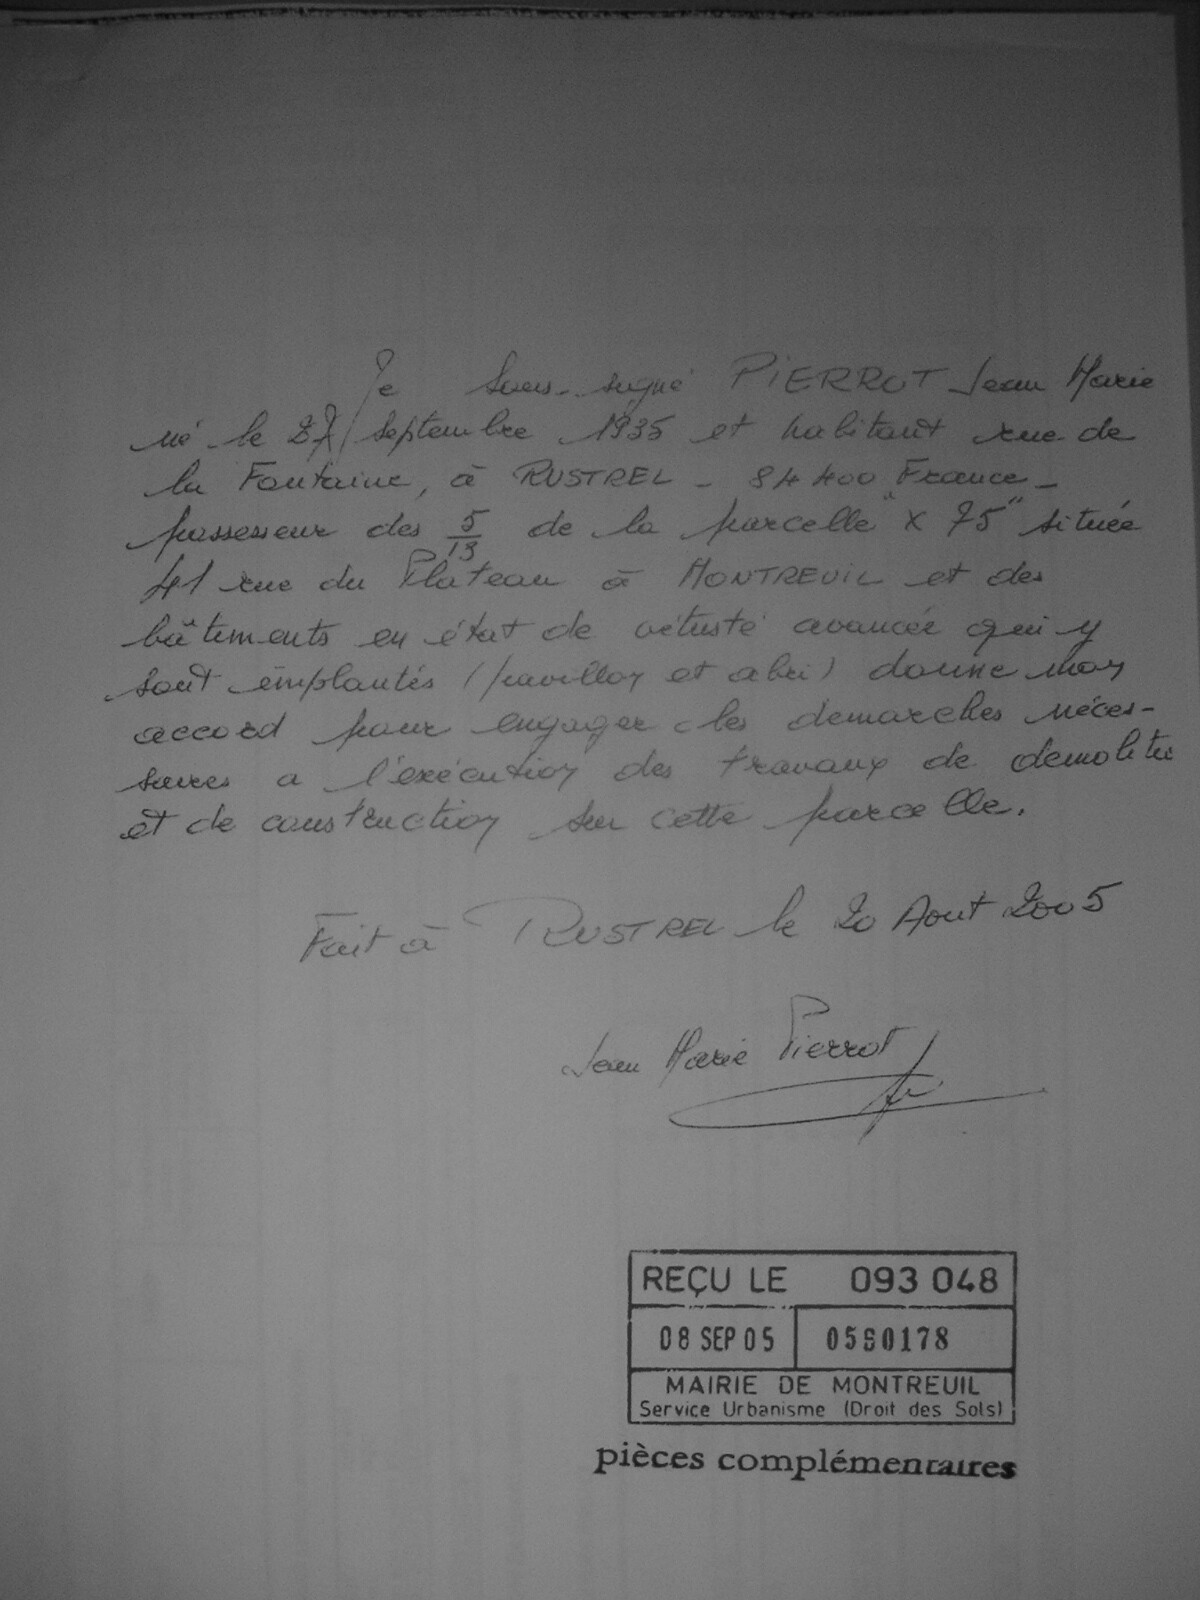 Je sous-signé PIERROT Jean Marie
né le 27 septembre 1935 et habitant rue de
la Fontaine, à RUSTREL - 84400 France -
possesseur des 5/13 de la parcelle "X 75" située
41 rue du Plateau à MONTREUIL et des
bâtiments en état de vétusté avancée qui y
sont implantés (pavillon et abri) donne mon
accord pour engager les demarches néces-
saires a l'exécution des travaux de demolition
et de construction sur cette parcelle.
Fait à RUSTREL le 20 Aout 2005
Jean Marie Pierrot
REÇU LE 093 048
08 SEP 05 0580178
MAIRIE DE MONTREUIL
Service Urbanisme (Droit des Sols)
pièces complémentaires